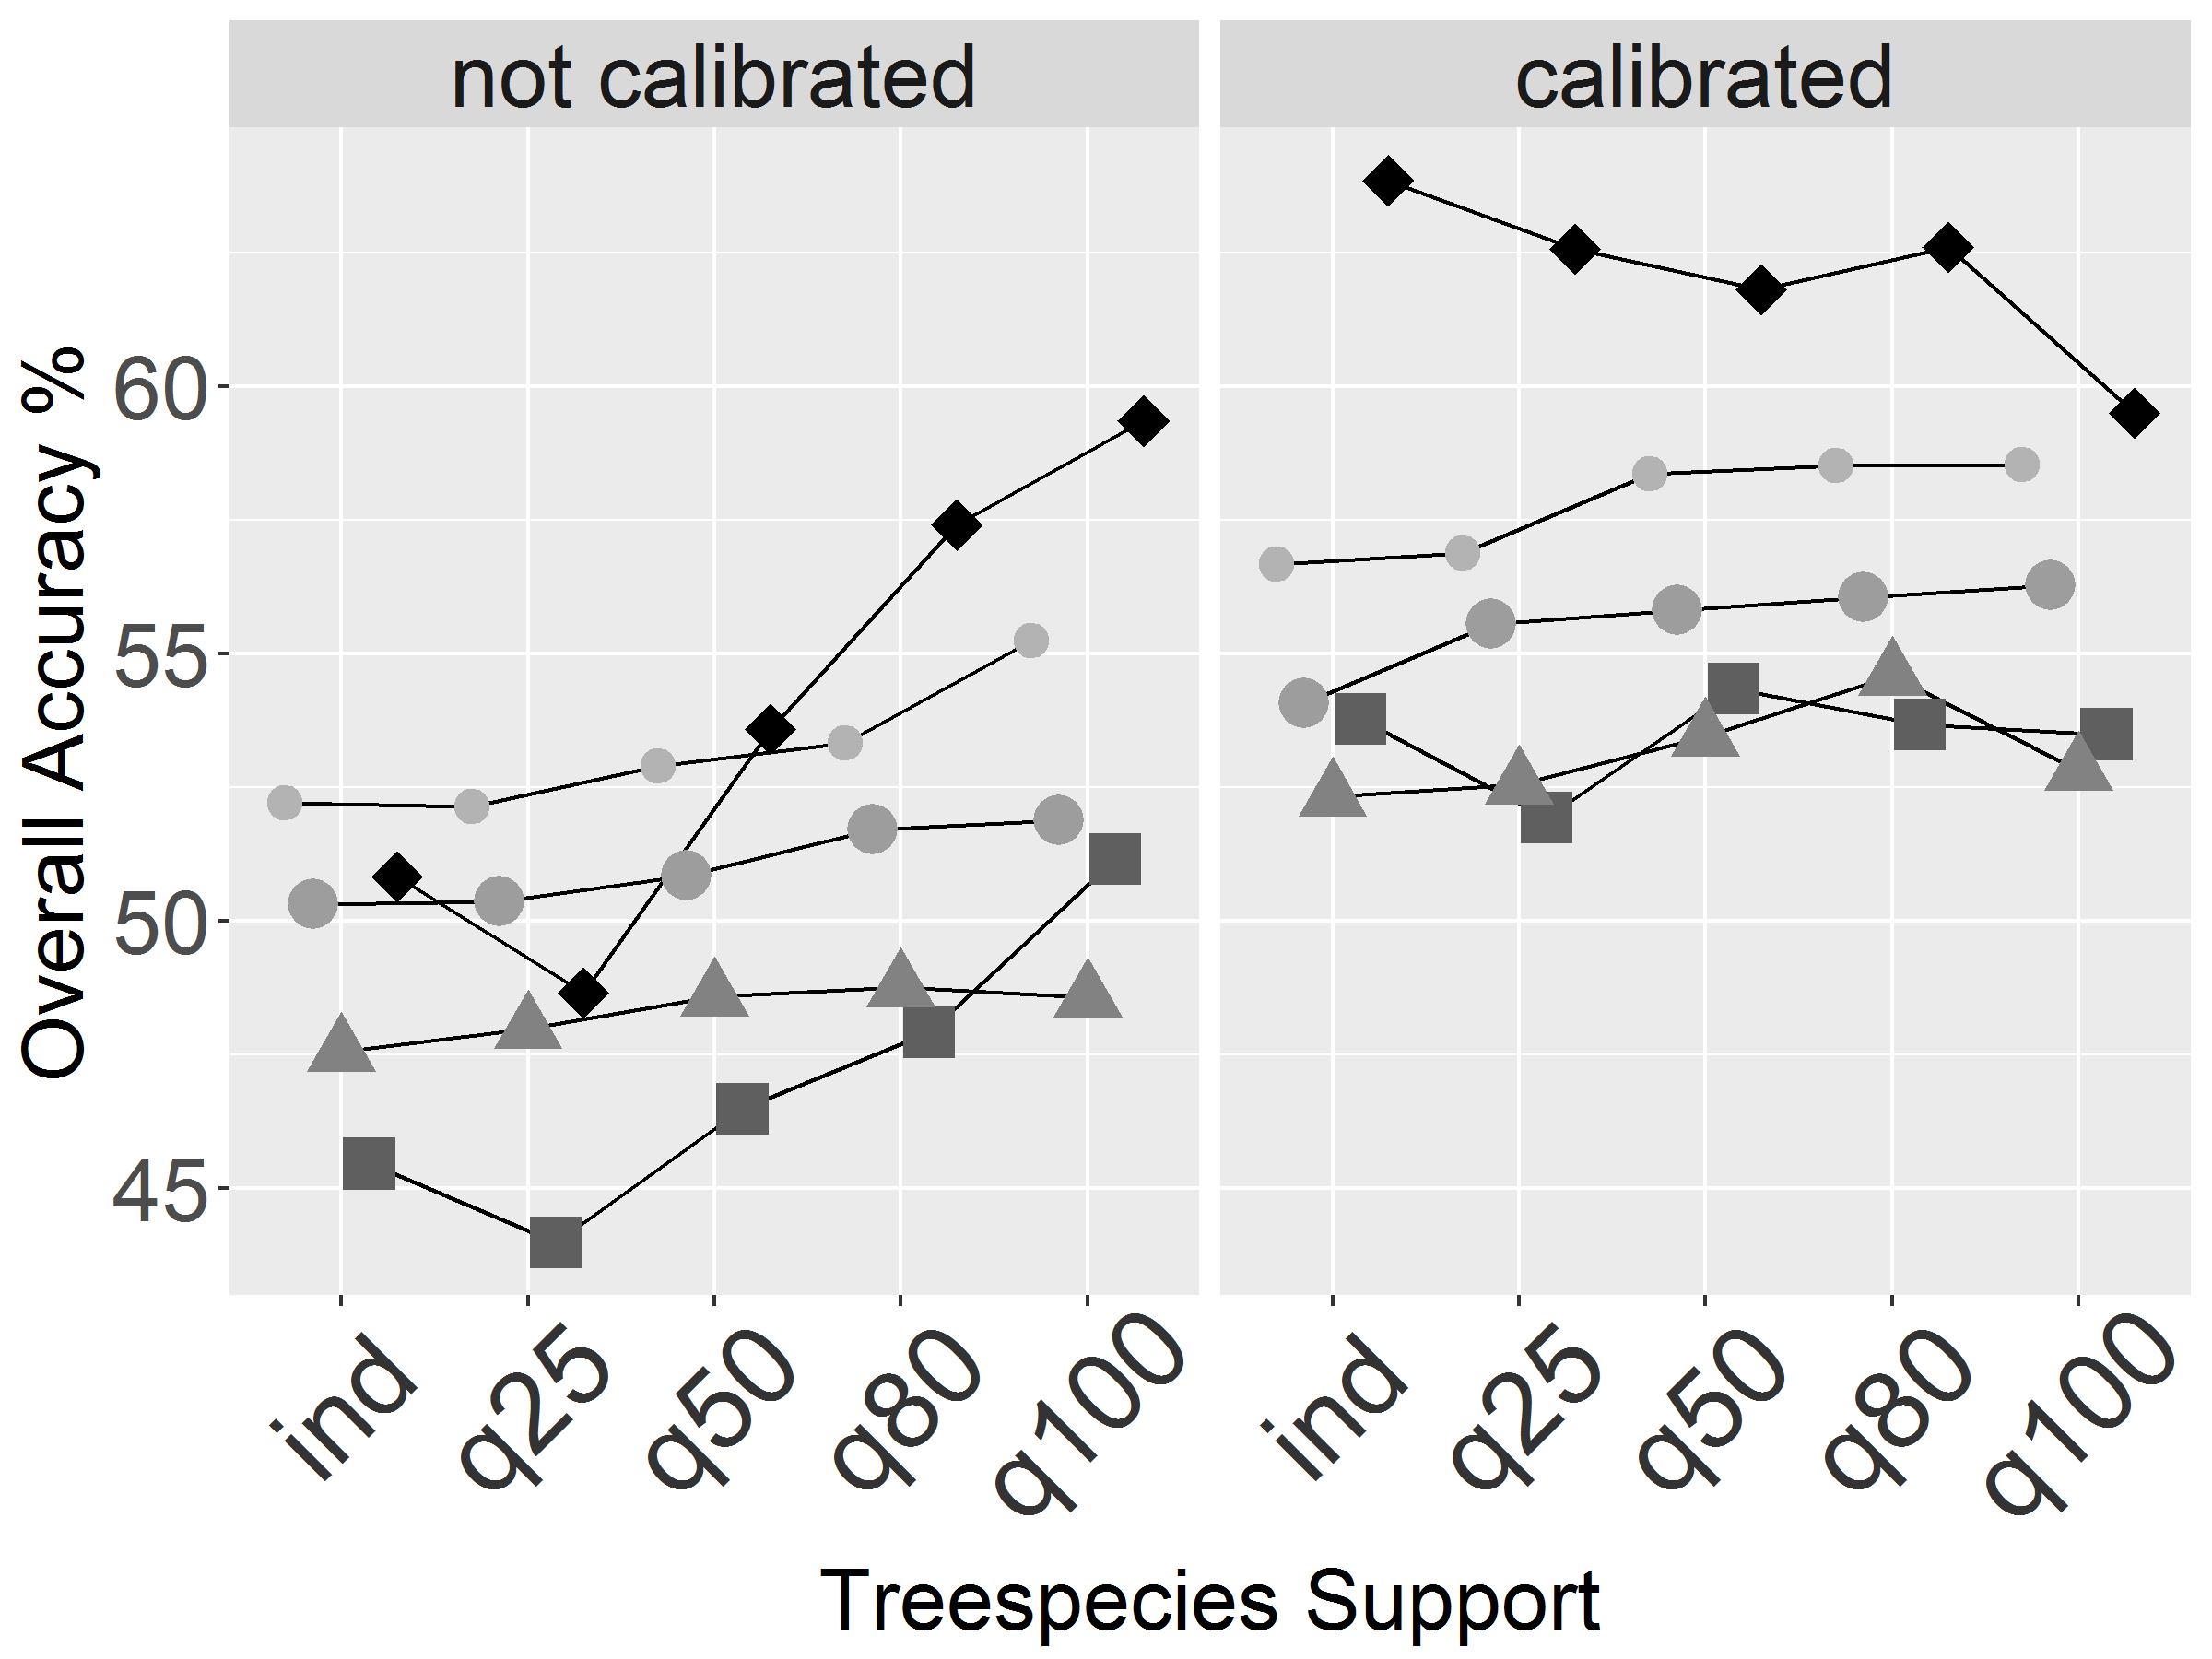 not calibrated
calibrated
Overall Accuracy %
60
55
50
45
ind
q25
q50
q80
q100
ind
q25
q50
q80
q100
Treespecies Support